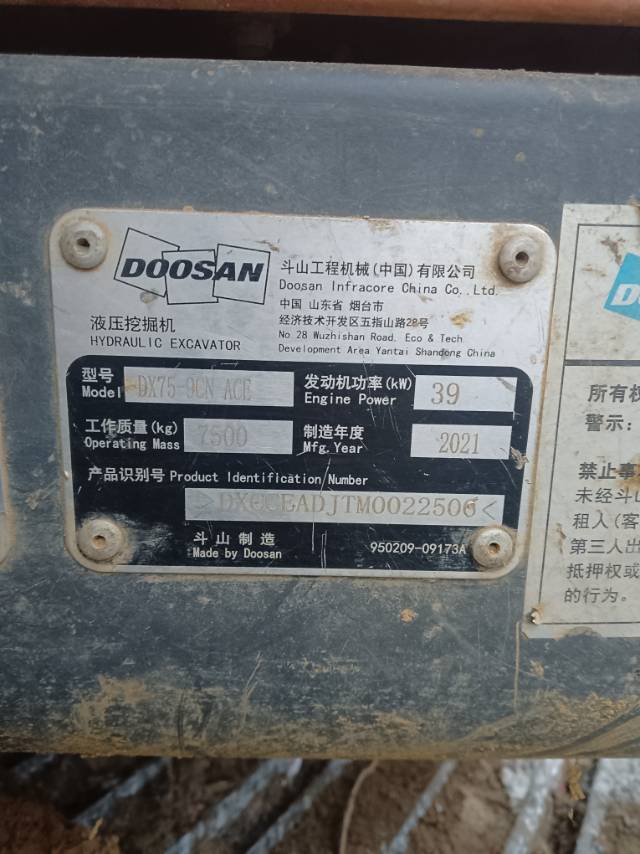 DOOSAN
斗山工程机械(中国)有限公司
Doosan Infracore China Co., Ltd.
中国 山东省 烟台市
经济技术开发区五指山路28号
No 28 Wuzhishan Road. Eco & Tech
Development Area Yantai Shandong China
液压挖掘机
HYDRAULIC EXCAVATOR
型号 DX75-9CN ACE 发动机功率(kW) 39
Model Engine Power
工作质量(kg) 7500 制造年度 2021
Operating Mass Mfg.Year
产品识别号 Product Identification Number
>DXCCEADJTM0022506<
斗山制造
Made by Doosan
950209-09173A
所有权
警示:
禁止事
未经斗山
租入(客
第三人出
抵押权或
的行为。